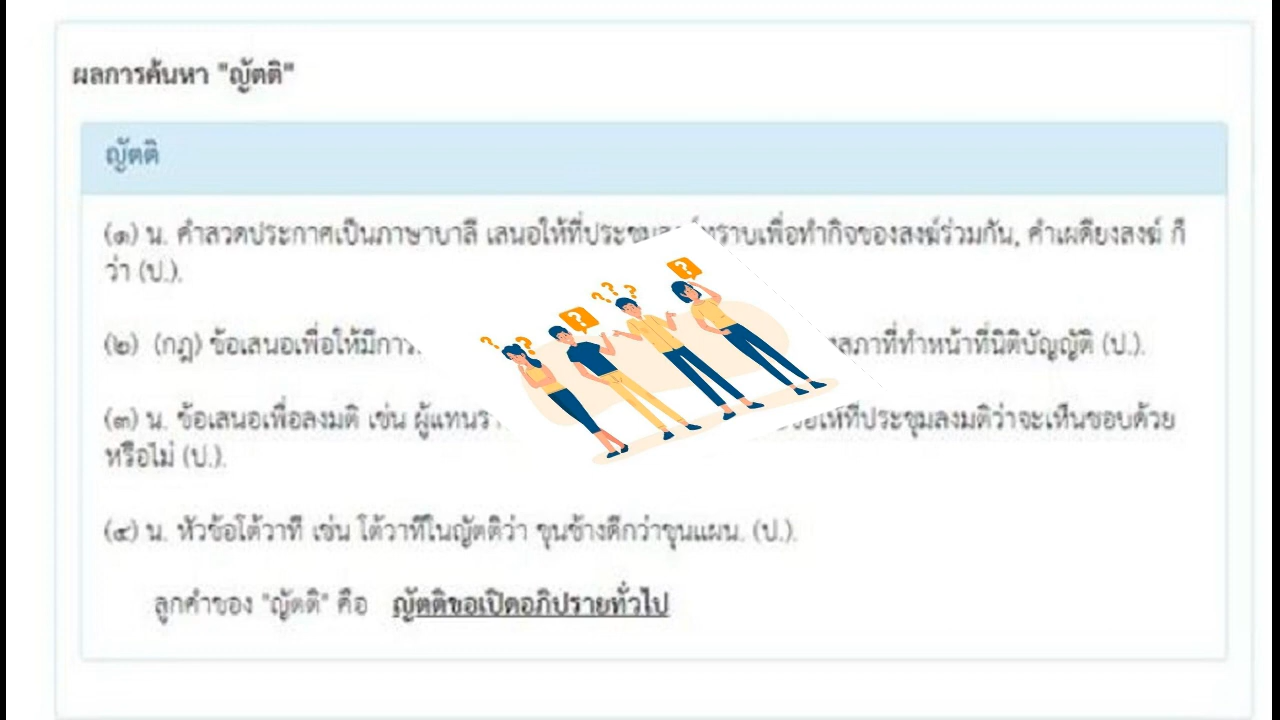 ผลการค้นหา "ญัตติ"
ญัตติ
(๑) น. คำสวดประกาศเป็นภาษาบาลี เสนอให้ที่ประชุม ทราบเพื่อทำกิจของสงฆ์ร่วมกัน, คำเผดียงสงฆ์ ก็
ว่า (ป.).
(๒) (กฎ) ข้อเสนอเพื่อให้มี สภาที่ทำหน้าที่นิติบัญญัติ (ป.).
(๓) น. ข้อเสนอเพื่อลงมติ เช่น ให้ที่ประชุมลงมติว่าจะเห็นชอบด้วย
หรือไม่ (ป.).
(๔) น. หัวข้อโต้วาที เช่น โต้วาทีในญัตติว่า ขุนช้างดีกว่าขุนแผน. (ป.).
ลูกคำของ "ญัตติ" คือ ญัตติขอเปิดอภิปรายทั่วไป
? ? ? ? ? ? ?